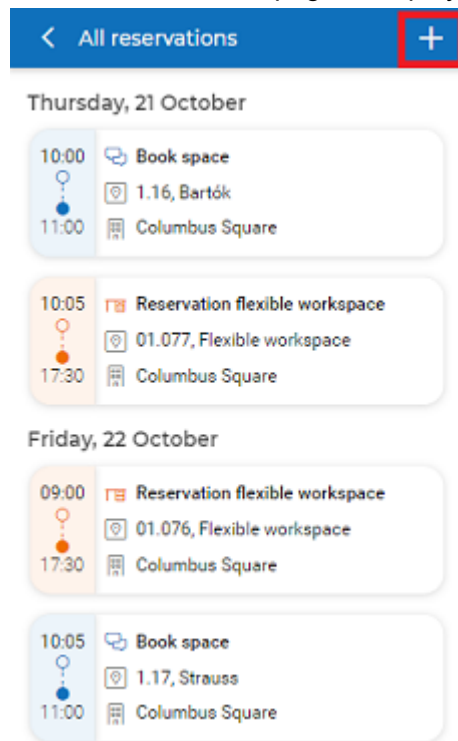 All reservations
Thursday, 21 October
10:00 Book space
1.16, Bartók
11:00 Columbus Square
10:05 Reservation flexible workspace
01.077, Flexible workspace
17:30 Columbus Square
Friday, 22 October
09:00 Reservation flexible workspace
01.076, Flexible workspace
17:30 Columbus Square
10:05 Book space
1.17, Strauss
11:00 Columbus Square